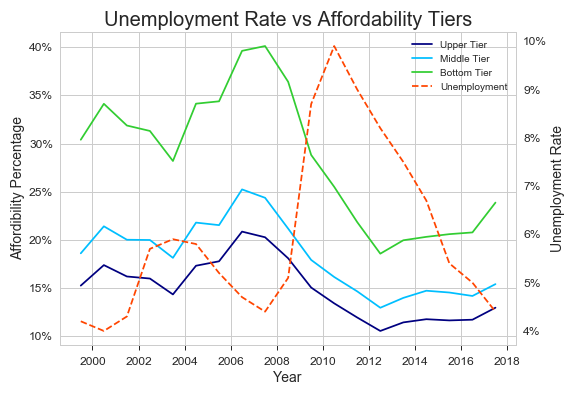 Unemployment Rate vs Affordability Tiers
40%
35%
30%
25%
20%
15%
10%
Affordibility Percentage
10%
9%
8%
7%
6%
5%
4%
Unemployment Rate
Upper Tier
Middle Tier
Bottom Tier
Unemployment
2000 2002 2004 2006 2008 2010 2012 2014 2016 2018
Year